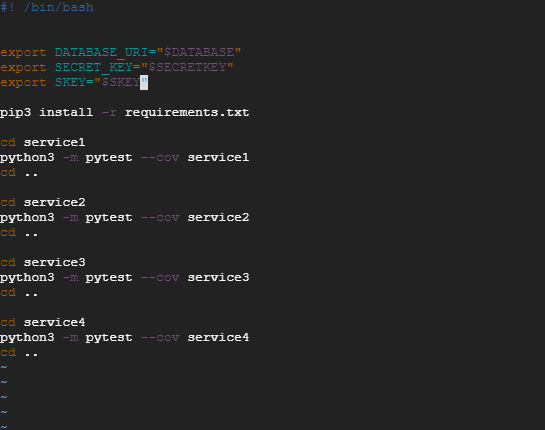 #! /bin/bash
export DATABASE_URI="$DATABASE"
export SECRET_KEY="$SECRETKEY"
export SKEY="$SKEY"
pip3 install -r requirements.txt
cd service1
python3 -m pytest --cov service1
cd ..
cd service2
python3 -m pytest --cov service2
cd ..
cd service3
python3 -m pytest --cov service3
cd ..
cd service4
python3 -m pytest --cov service4
cd ..
~
~
~
~
~